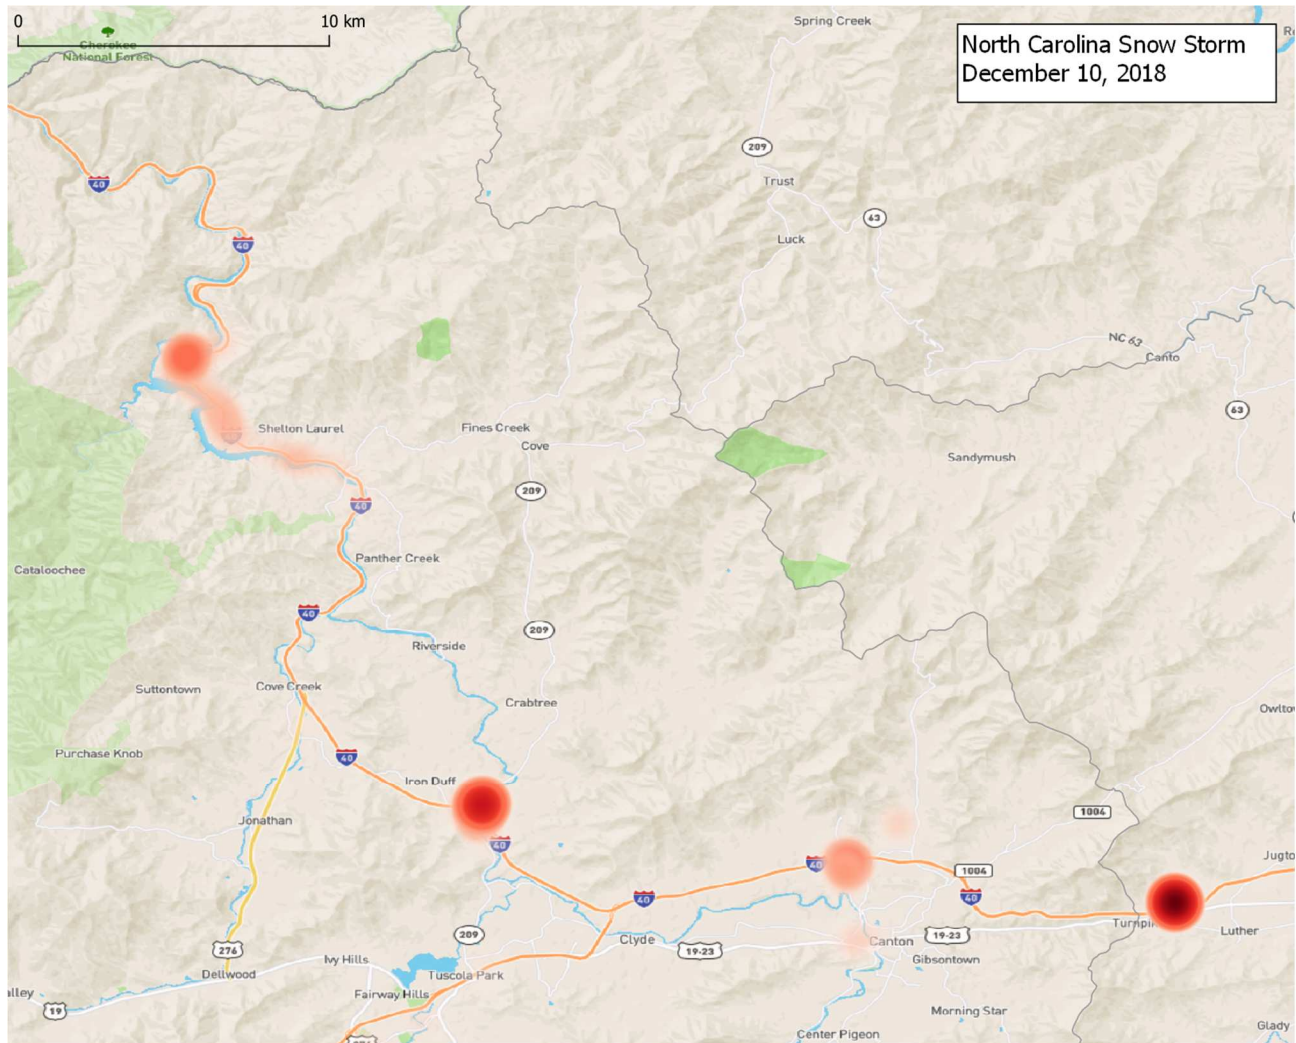 0
10 km
Spring Creek
Cherokee
National Forest
North Carolina Snow Storm
December 10, 2018
209
40
Trust
63
40
Luck
NC 63
Canto
63
Shelton Laurel
Fines Creek
Cove
Sandymush
209
40
Panther Creek
Cataloochee
40
209
Riverside
Suttontown
Cove Creek
Crabtree
Owltow
Purchase Knob
40
Iron Duff
1004
Jonathan
40
Jugto
40
1004
40
40
Turnpi
Luther
209
Clyde
19-23
Canton
19-23
276
Ivy Hills
Gibsontown
Dellwood
Tuscola Park
alley
Fairway Hills
19
Morning Star
Glady
Center Pigeon